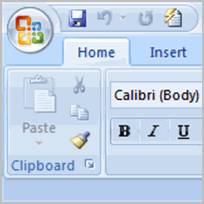 Home Insert
Calibri (Body)
Paste
B I U
Clipboard